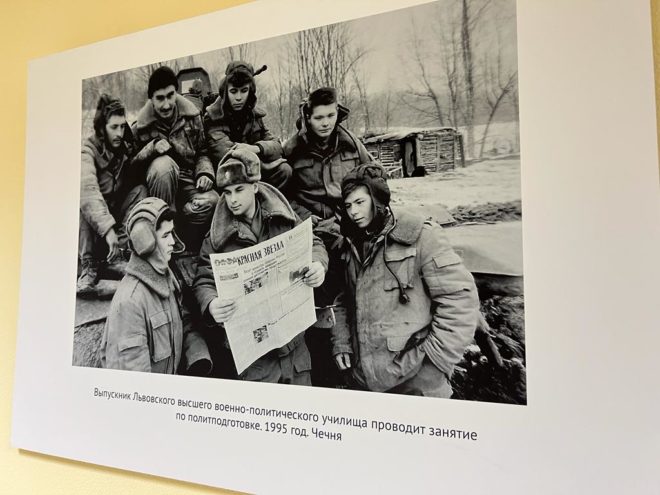 КРАСНАЯ ЗВЕЗДА
Выпускник Львовского высшего военно-политического училища проводит занятие
по политподготовке. 1995 год. Чечня